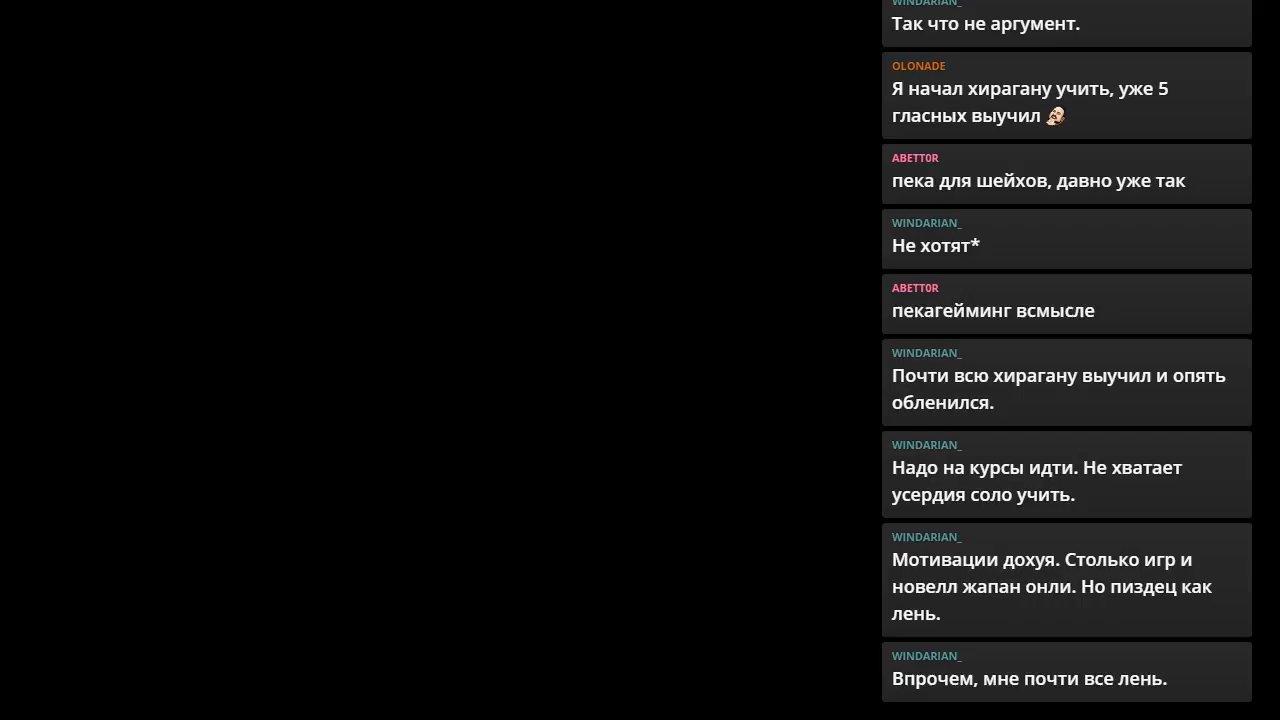 WINDARIAN_
Так что не аргумент.
OLONADE
Я начал хирагану учить, уже 5
гласных выучил
ABETT0R
пека для шейхов, давно уже так
WINDARIAN_
Не хотят*
ABETT0R
пекагейминг всмысле
WINDARIAN_
Почти всю хирагану выучил и опять
обленился.
WINDARIAN_
Надо на курсы идти. Не хватает
усердия соло учить.
WINDARIAN_
Мотивации дохуя. Столько игр и
новелл жапан онли. Но пиздец как
лень.
WINDARIAN_
Впрочем, мне почти все лень.